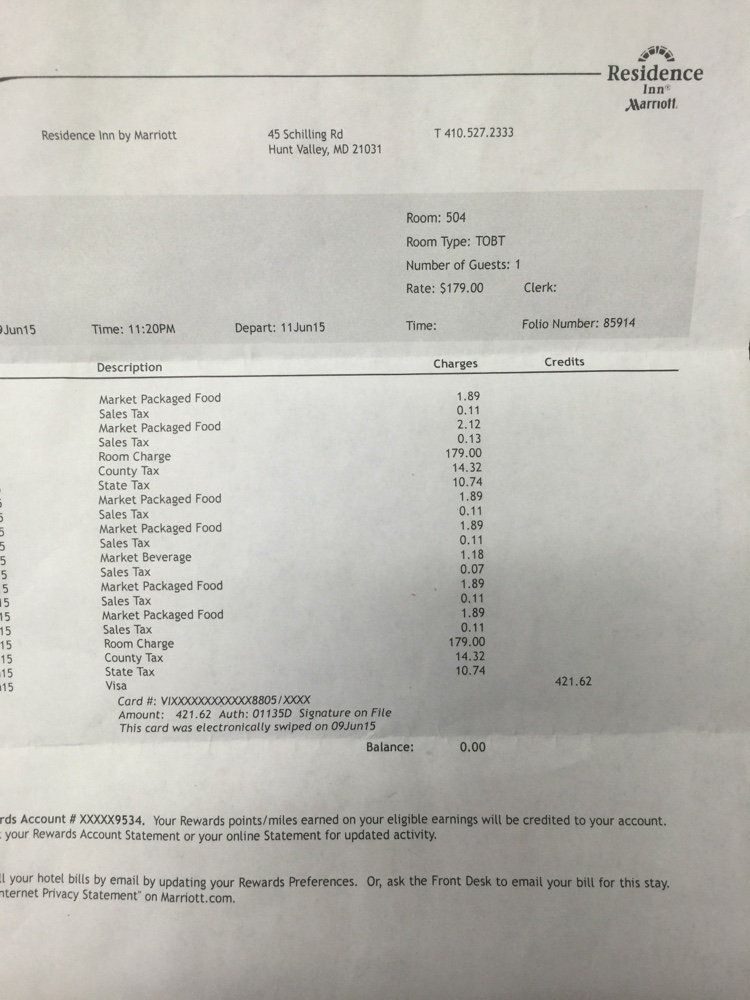 Residence
Inn®
Marriott.
Residence Inn by Marriott 45 Schilling Rd T 410.527.2333
Hunt Valley, MD 21031
Room: 504
Room Type: TOBT
Number of Guests: 1
Rate: $179.00 Clerk:
9Jun15 Time: 11:20PM Depart: 11Jun15 Time: Folio Number: 85914
Description Charges Credits
Market Packaged Food 1.89
Sales Tax 0.11
Market Packaged Food 2.12
Sales Tax 0.13
Room Charge 179.00
County Tax 14.32
State Tax 10.74
5 Market Packaged Food 1.89
5 Sales Tax 0.11
5 Market Packaged Food 1.89
5 Sales Tax 0.11
5 Market Beverage 1.18
5 Sales Tax 0.07
5 Market Packaged Food 1.89
15 Sales Tax 0.11
15 Market Packaged Food 1.89
15 Sales Tax 0.11
15 Room Charge 179.00
15 County Tax 14.32
15 State Tax 10.74
15 Visa 421.62
Card #: VIXXXXXXXXXXXX8805/XXXX
Amount: 421.62 Auth: 01135D Signature on File
This card was electronically swiped on 09Jun15
Balance: 0.00
rds Account # XXXXX9534. Your Rewards points/miles earned on your eligible earnings will be credited to your account.
your Rewards Account Statement or your online Statement for updated activity.
ll your hotel bills by email by updating your Rewards Preferences. Or, ask the Front Desk to email your bill for this stay.
nternet Privacy Statement" on Marriott.com.